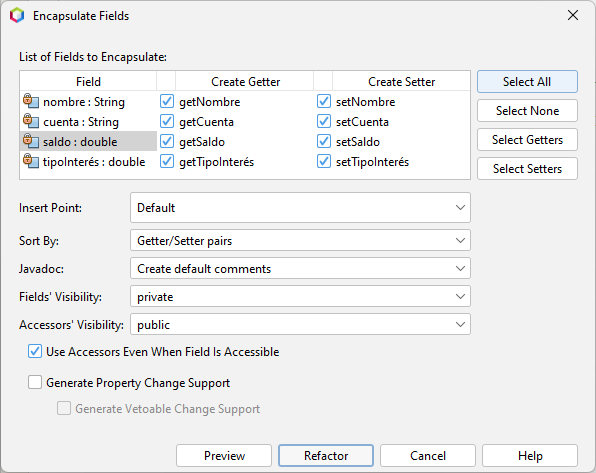 Encapsulate Fields
List of Fields to Encapsulate:
Field Create Getter Create Setter
nombre : String getNombre setNombre
cuenta : String getCuenta setCuenta
saldo : double getSaldo setSaldo
tipoInterés : double getTipoInterés setTipoInterés
Select All
Select None
Select Getters
Select Setters
Insert Point: Default
Sort By: Getter/Setter pairs
Javadoc: Create default comments
Fields' Visibility: private
Accessors' Visibility: public
Use Accessors Even When Field Is Accessible
Generate Property Change Support
Generate Vetoable Change Support
Preview Refactor Cancel Help